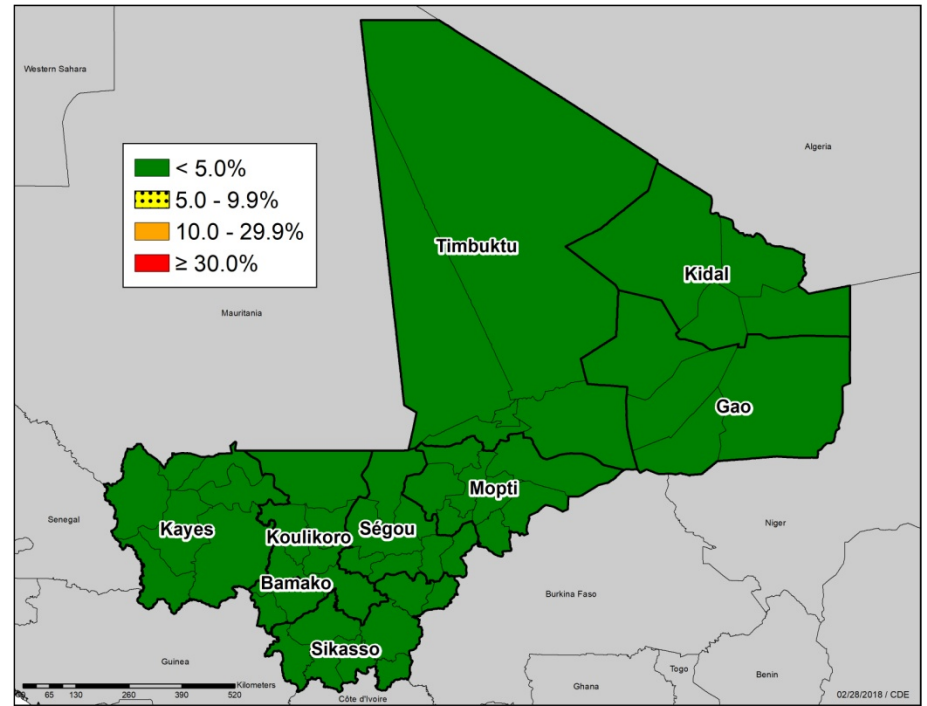 Western Sahara
Algeria
< 5.0%
5.0 - 9.9%
10.0 - 29.9%
≥ 30.0%
Timbuktu
Kidal
Mauritania
Gao
Mopti
Senegal
Kayes
Koulikoro
Ségou
Niger
Bamako
Burkina Faso
Sikasso
Guinea
Togo
Benin
Ghana
Kilometers
65 130 260 390 520
Côte d'Ivoire
02/28/2018 / CDE